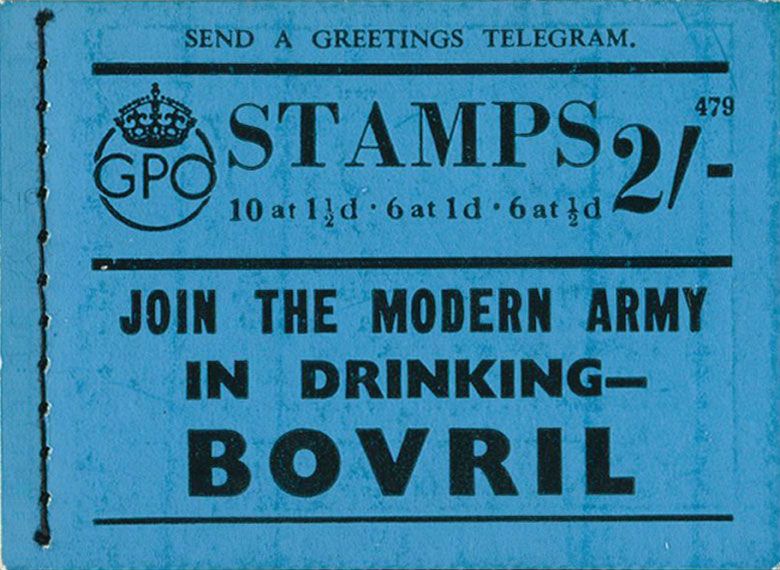 SEND A GREETINGS TELEGRAM.
GPO
STAMPS 2/-
479
10 at 1½d · 6 at 1d · 6 at ½d
JOIN THE MODERN ARMY
IN DRINKING—
BOVRIL